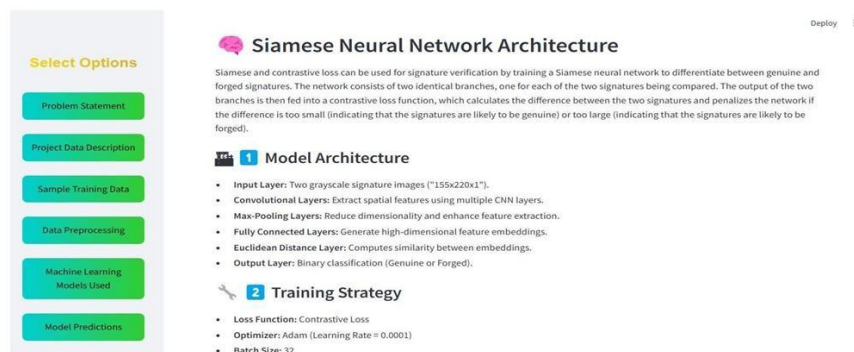 Deploy
Select Options
Problem Statement
Project Data Description
Sample Training Data
Data Preprocessing
Machine Learning
Models Used
Model Predictions
Siamese Neural Network Architecture
Siamese and contrastive loss can be used for signature verification by training a Siamese neural network to differentiate between genuine and
forged signatures. The network consists of two identical branches, one for each of the two signatures being compared. The output of the two
branches is then fed into a contrastive loss function, which calculates the difference between the two signatures and penalizes the network if
the difference is too small (indicating that the signatures are likely to be genuine) or too large (indicating that the signatures are likely to be
forged).
1 Model Architecture
• Input Layer: Two grayscale signature images ("155x220x1").
• Convolutional Layers: Extract spatial features using multiple CNN layers.
• Max-Pooling Layers: Reduce dimensionality and enhance feature extraction.
• Fully Connected Layers: Generate high-dimensional feature embeddings.
• Euclidean Distance Layer: Computes similarity between embeddings.
• Output Layer: Binary classification (Genuine or Forged).
2 Training Strategy
• Loss Function: Contrastive Loss
• Optimizer: Adam (Learning Rate = 0.0001)
• Batch Size: 32